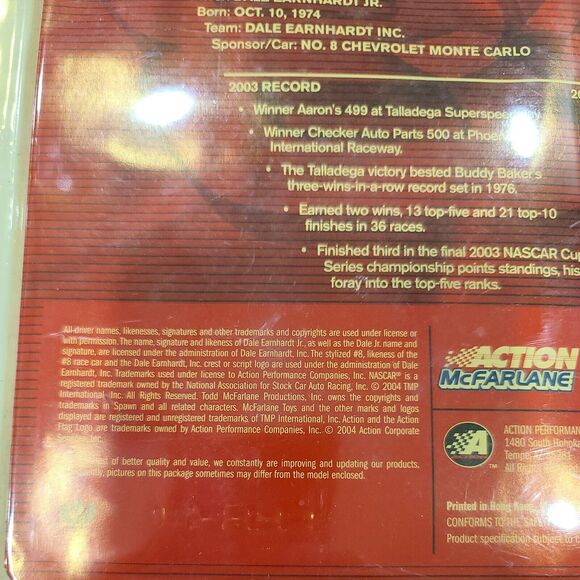 DALE EARNHARDT JR.
Born: OCT. 10, 1974
Team: DALE EARNHARDT INC.
Sponsor/Car: NO. 8 CHEVROLET MONTE CARLO
2003 RECORD
• Winner Aaron's 499 at Talladega
• Winner Checker Auto Parts 500 at
International Raceway.
• The Talladega victory bested Buddy Baker's
three-wins-in-a-row record set in 1976.
• Earned two wins, 13 top-five and 21 top-10
finishes in 36 races.
• Finished third in the final 2003 NASCAR Cup
Series championship points standings, his
foray into the top-five ranks.
All driver names, likenesses, signatures and other trademarks and copyrights are used under license or
with permission. The name, signature and likeness of Dale Earnhardt Jr., as well as the Dale Jr. name and
signature, are licensed under the administration of Dale Earnhardt, Inc. The stylized #8, likeness of the
#8 race car and the Dale Earnhardt, Inc. crest or script logo are used under the administration of Dale
Earnhardt, Inc. Trademarks used under license to Action Performance Companies, Inc. NASCAR® is a
registered trademark owned by the National Association for Stock Car Auto Racing, Inc. © 2004 TMP
International Inc. All Rights Reserved. Todd McFarlane Productions, Inc. owns the copyrights and
trademarks in Spawn and all related characters. McFarlane Toys and the other marks and logos
displayed are registered and unregistered trademarks of TMP International, Inc. Action and the Action
Flag Logo are trademarks owned by Action Performance Companies, Inc. © 2004 Action Corporate
of better quality and value, we constantly are improving and updating our products.
pictures on this package sometimes may differ from the model enclosed.
ACTION
McFARLANE
A
ACTION
1480 South
Tempe, AZ 85281
All
Printed in Hong Kong.
CONFORMS TO THE
Product specification subject to